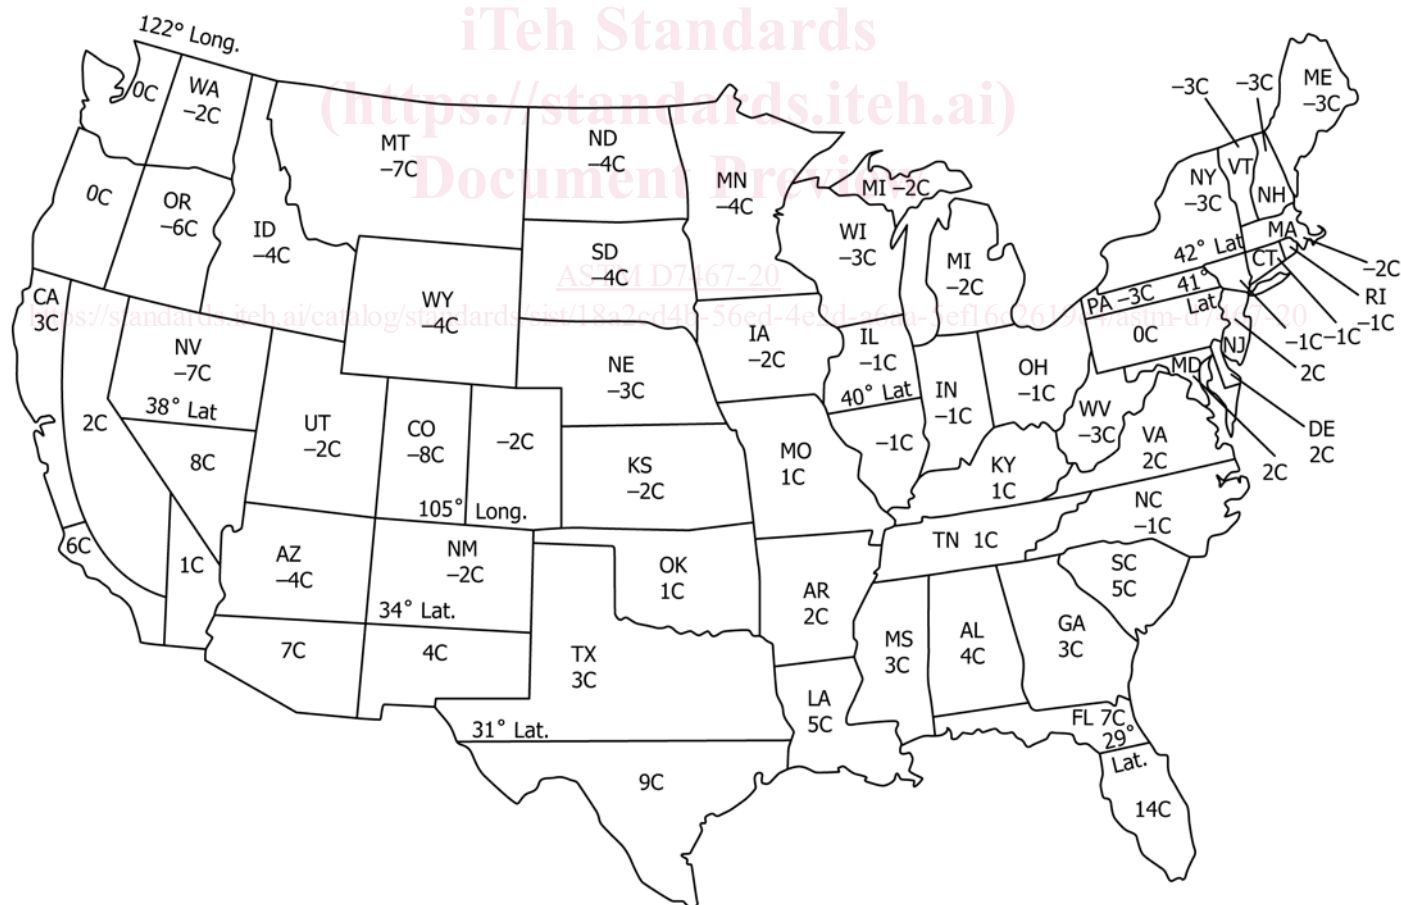 iTeh Standards
(https://standards.iteh.ai)
Document Preview
ASTM D7467-20
122° Long.
0C
WA
–2C
0C
OR
–6C
ID
–4C
MT
–7C
ND
–4C
MN
–4C
SD
–4C
WY
–4C
WI
–3C
MI –2C
MI
–2C
CA
3C
2C
6C
1C
NV
–7C
38° Lat
8C
UT
–2C
CO
–8C
105° Long.
–2C
NE
–3C
KS
–2C
IA
–2C
MO
1C
IL
–1C
40° Lat
–1C
IN
–1C
OH
–1C
KY
1C
WV
–3C
VA
2C
NC
–1C
TN 1C
SC
5C
AZ
–4C
7C
NM
–2C
34° Lat.
4C
OK
1C
AR
2C
TX
3C
31° Lat.
9C
LA
5C
MS
3C
AL
4C
GA
3C
FL 7C
29°
Lat.
14C
ME
–3C
–3C
–3C
VT
NH
NY
–3C
42° Lat
MA
CT
–2C
RI
–1C
–1C
–1C
PA –3C
41°
Lat.
0C
NJ
2C
MD
DE
2C
2C